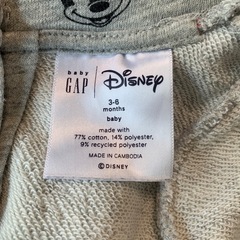 baby
GAP | Disney
3-6
months
baby
made with
77% cotton, 14% polyester,
9% recycled polyester
MADE IN CAMBODIA
©DISNEY